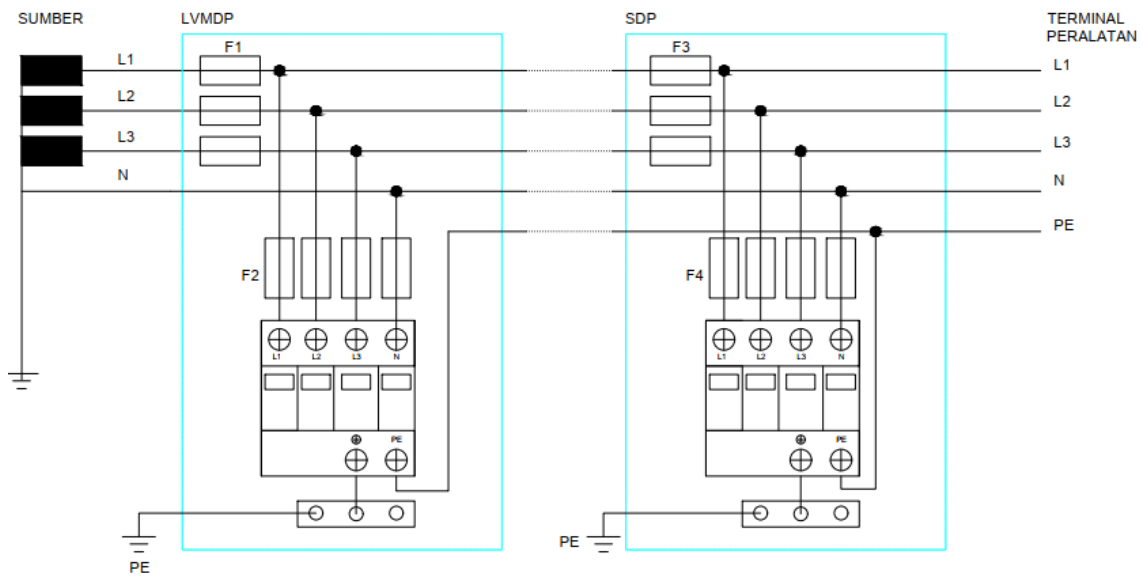 SUMBER
LVMDP
SDP
TERMINAL
PERALATAN
L1
F1
F3
L1
L2
L2
L3
L3
N
N
PE
F2
F4
L1 L2 L3 N
L1 L2 L3 N
PE
PE
PE
PE